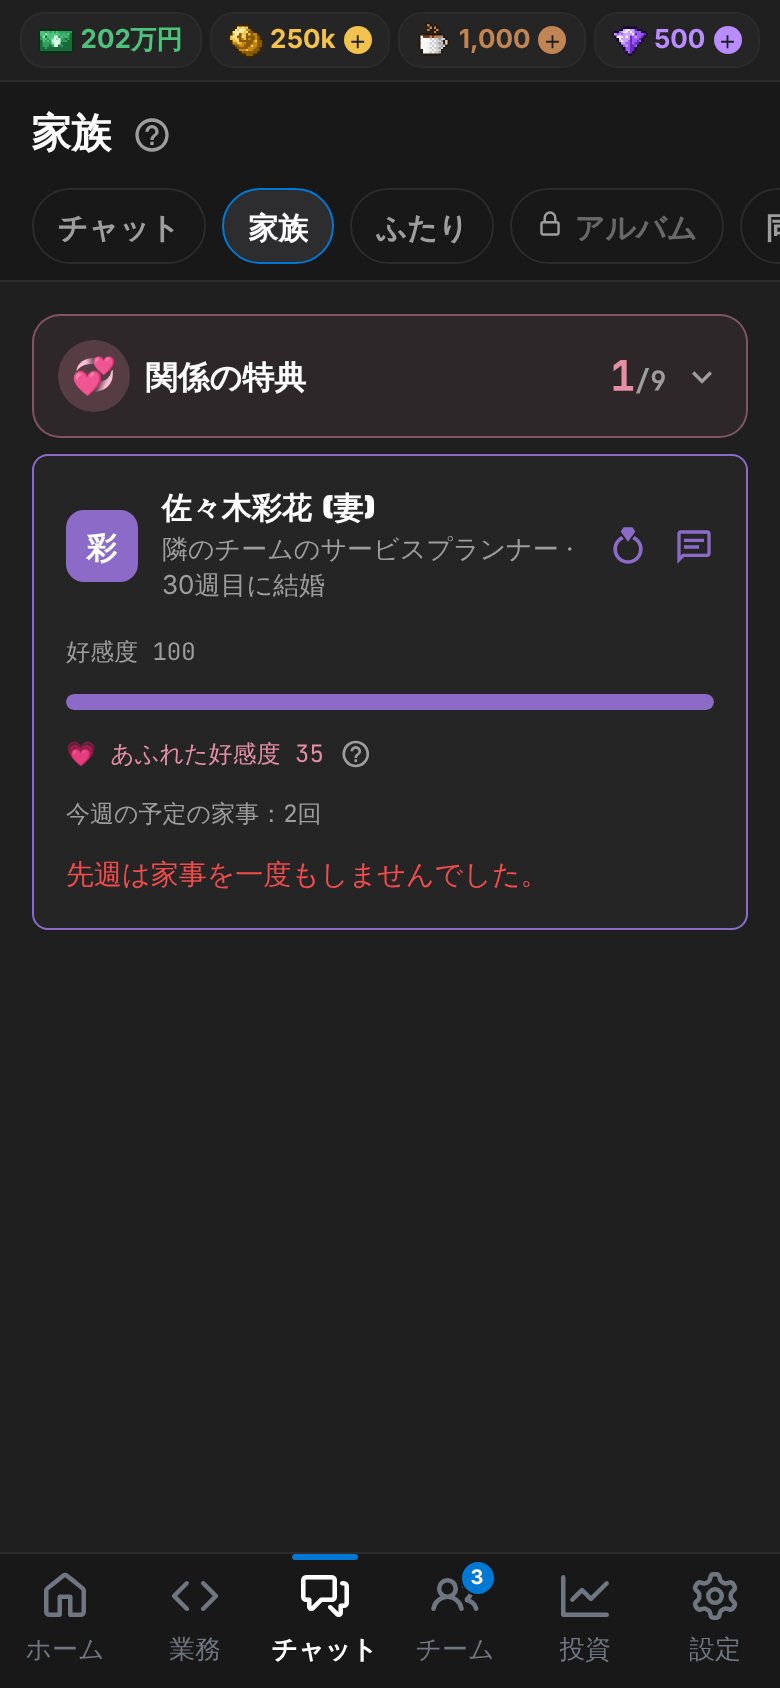 202万円 250k 1,000 500
家族
チャット 家族 ふたり アルバム
関係の特典 1/9
佐々木彩花 (妻)
彩
隣のチームのサービスプランナー・
30週目に結婚
好感度 100
あふれた好感度 35
今週の予定の家事：2回
先週は家事を一度もしませんでした。
3
ホーム 業務 チャット チーム 投資 設定